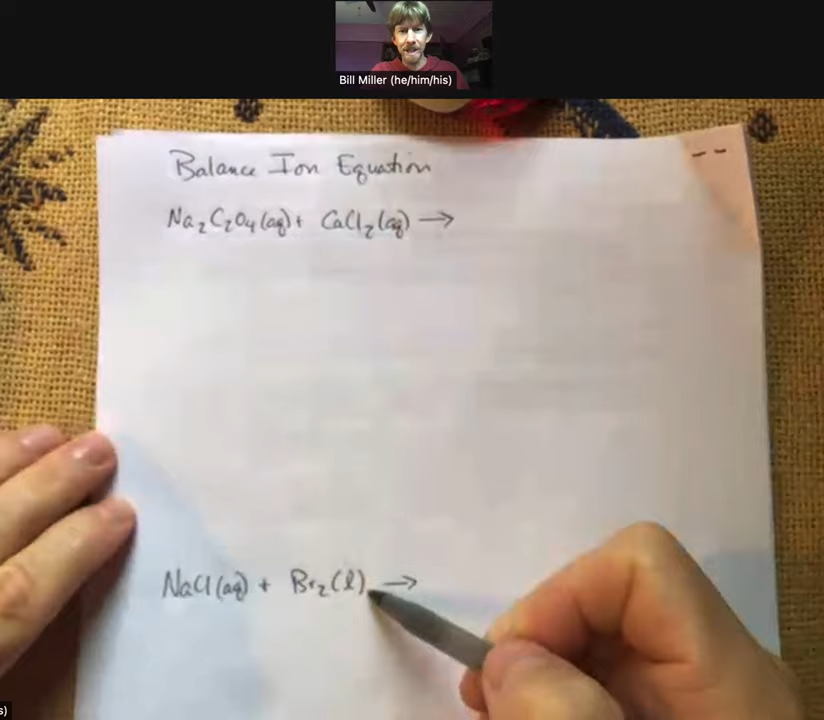 Bill Miller (he/him/his)
Balance Ion Equation
Na₂C₂O₄(aq) + CaCl₂(aq) →
NaCl(aq) + Br₂(l) →
s)